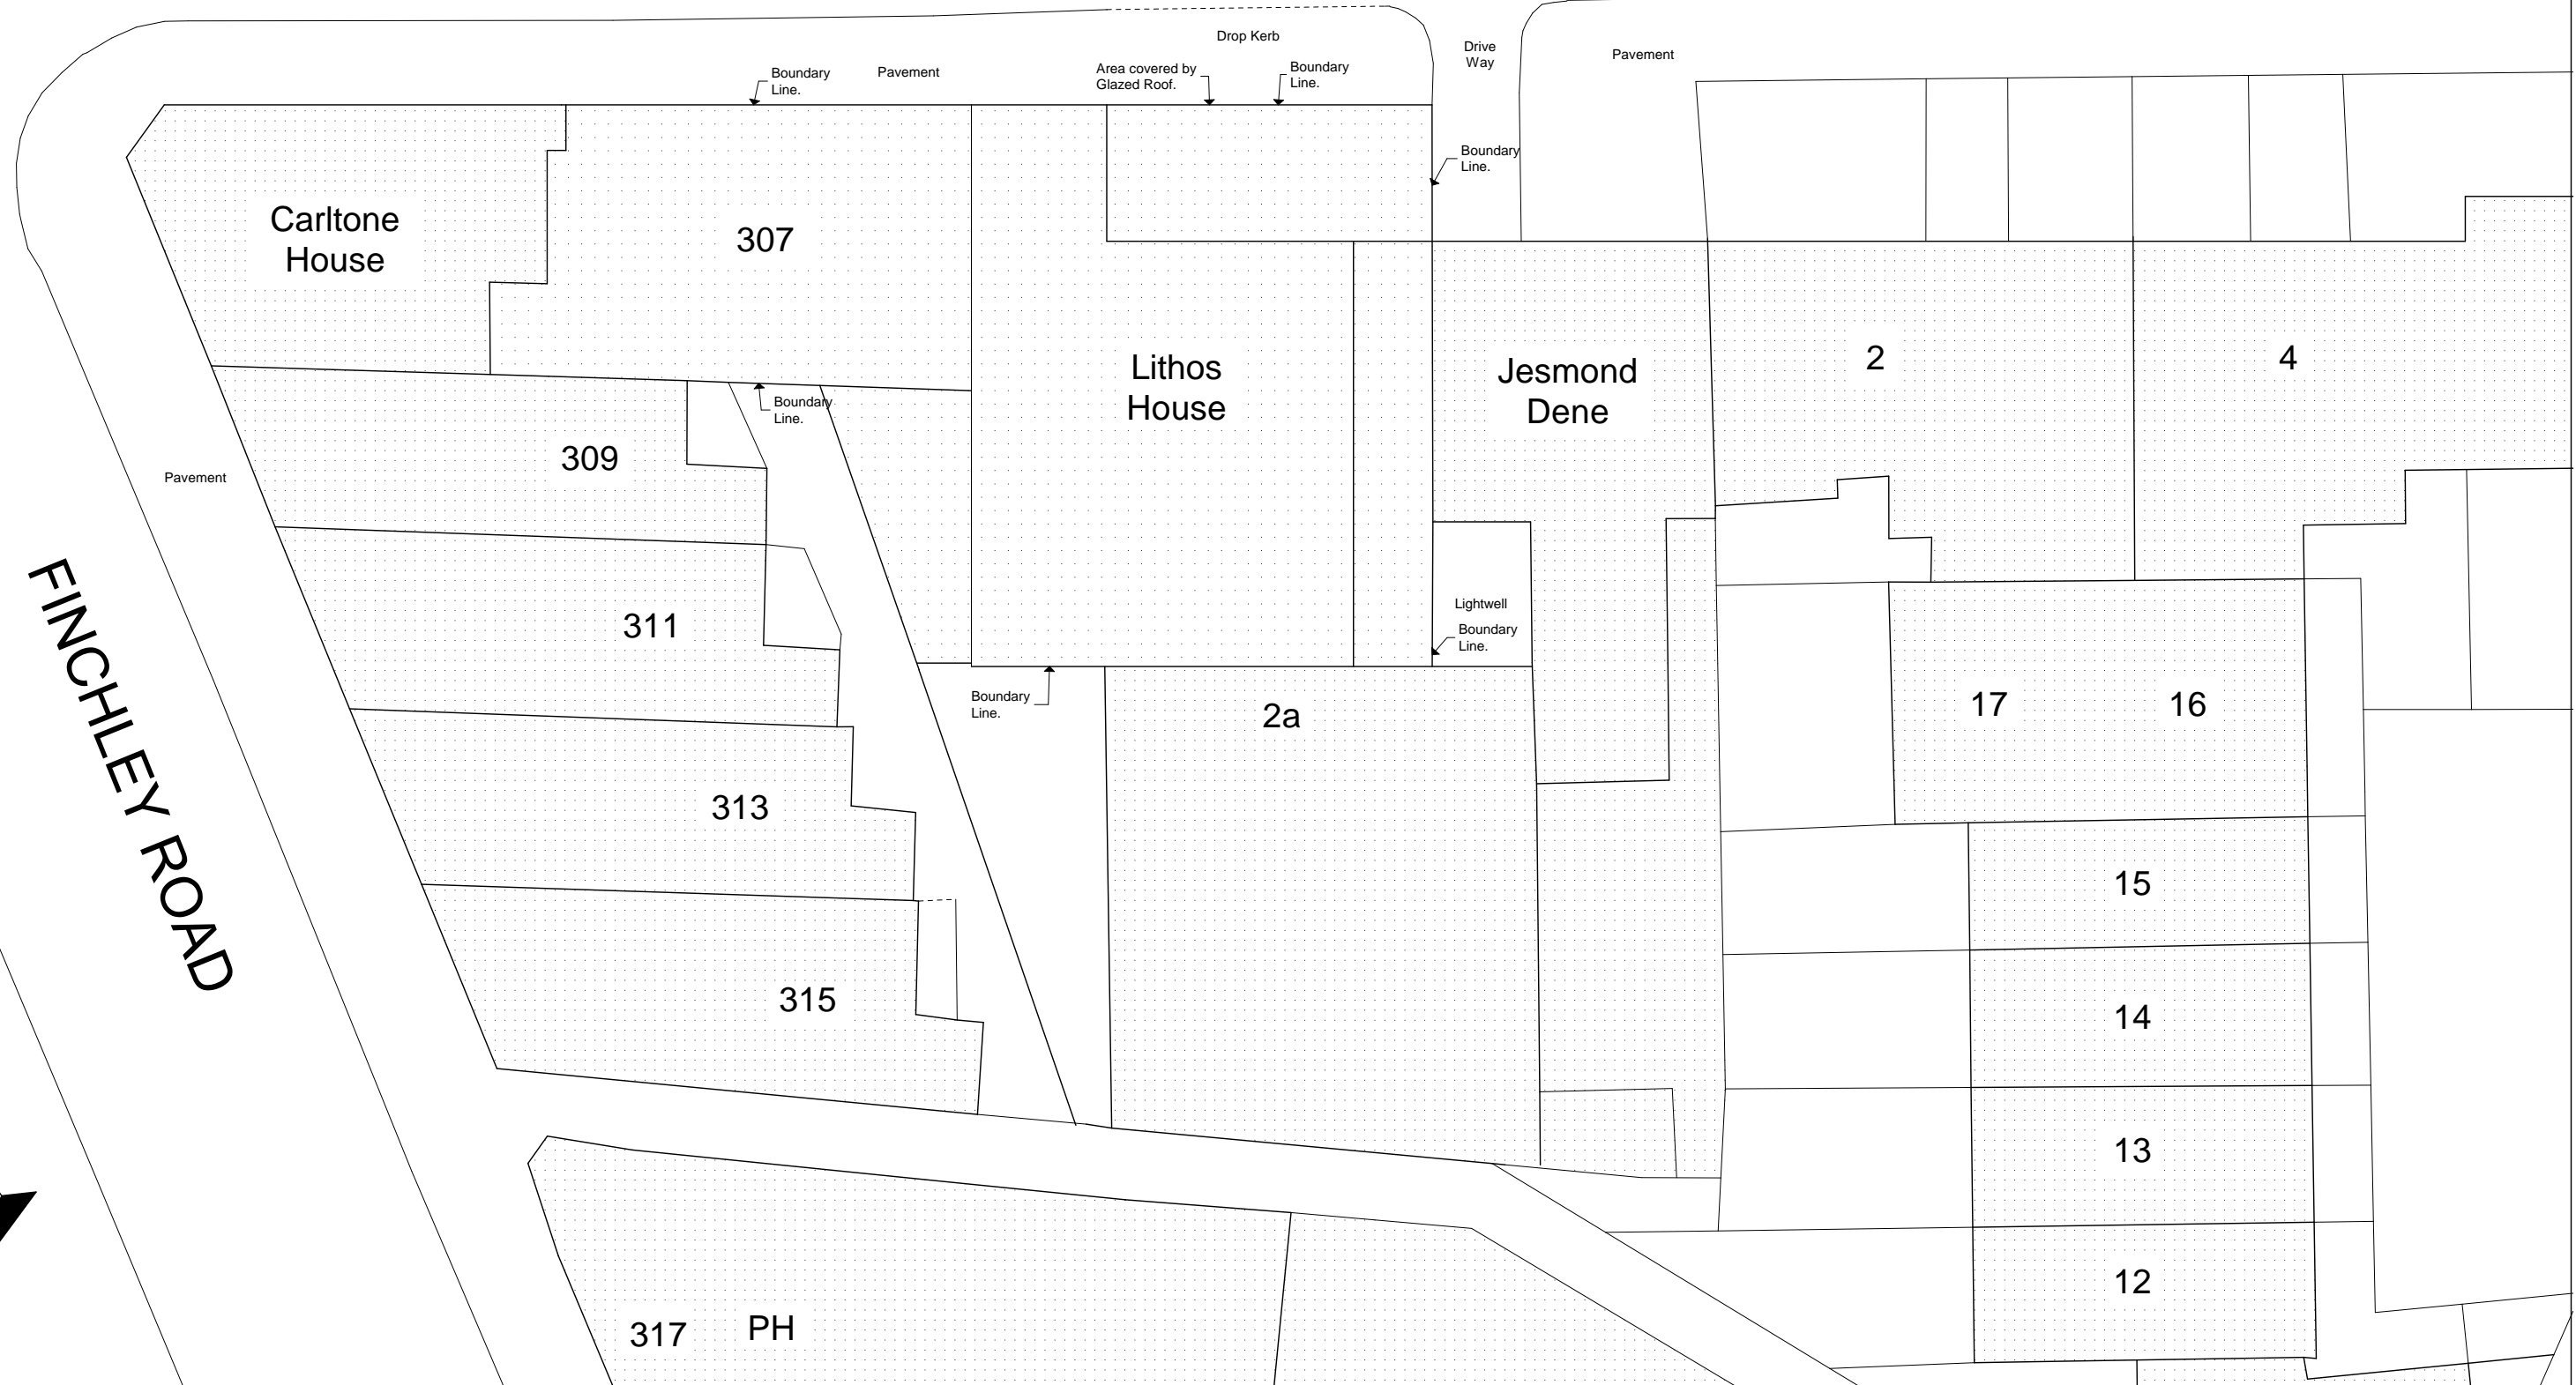 Drop Kerb
Drive
Way
Pavement
Boundary
Line.
Pavement
Area covered by
Glazed Roof.
Boundary
Line.
Boundary
Line.
Carltone
House
307
Lithos
House
Jesmond
Dene
2
4
Boundary
Line.
309
Pavement
311
Lightwell
Boundary
Line.
Boundary
Line.
2a
17
16
FINCHLEY ROAD
313
15
315
14
13
12
317
PH